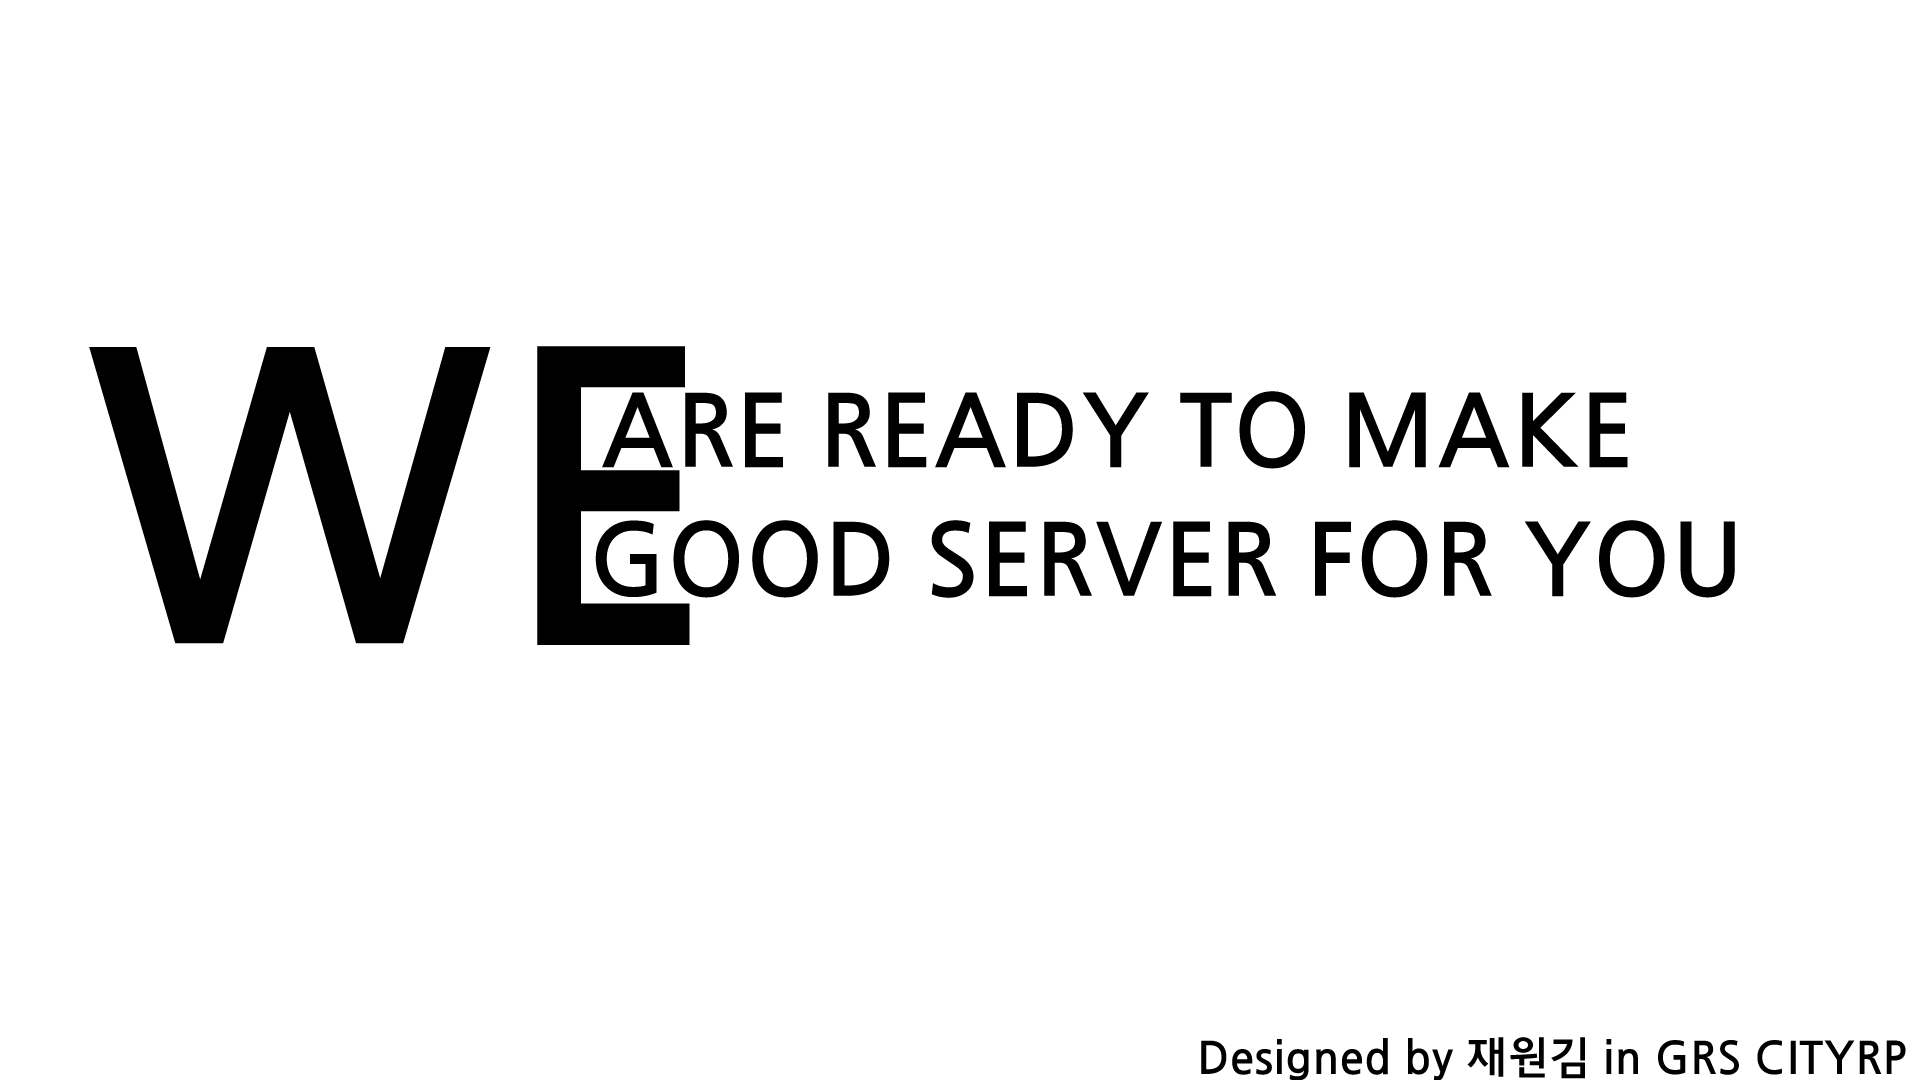 WE
ARE READY TO MAKE
GOOD SERVER FOR YOU
Designed by 재원김 in GRS CITYRP